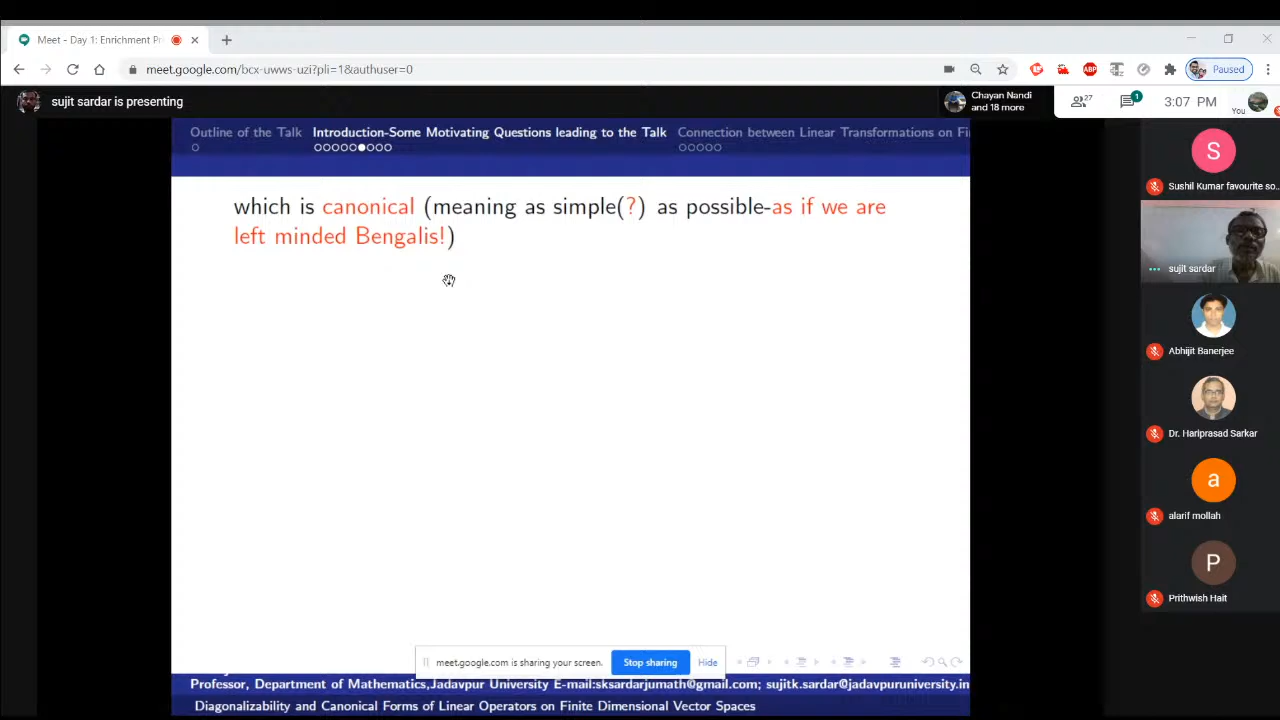 Meet - Day 1: Enrichment Pr
meet.google.com/bcx-uwws-uzi?pli=1&authuser=0
ABP
Paused
sujit sardar is presenting
Chayan Nandi
and 18 more
27
1
3:07 PM
You
Outline of the Talk
Introduction-Some Motivating Questions leading to the Talk
Connection between Linear Transformations on Fi
which is canonical (meaning as simple(?) as possible-as if we are
left minded Bengalis!)
S
Sushil Kumar favourite so...
sujit sardar
Abhijit Banerjee
Dr. Hariprasad Sarkar
a
alarif mollah
P
Prithwish Hait
meet.google.com is sharing your screen.
Stop sharing
Hide
Professor, Department of Mathematics,Jadavpur University E-mail:sksardarjumath@gmail.com; sujitk.sardar@jadavpuruniversity.in
Diagonalizability and Canonical Forms of Linear Operators on Finite Dimensional Vector Spaces